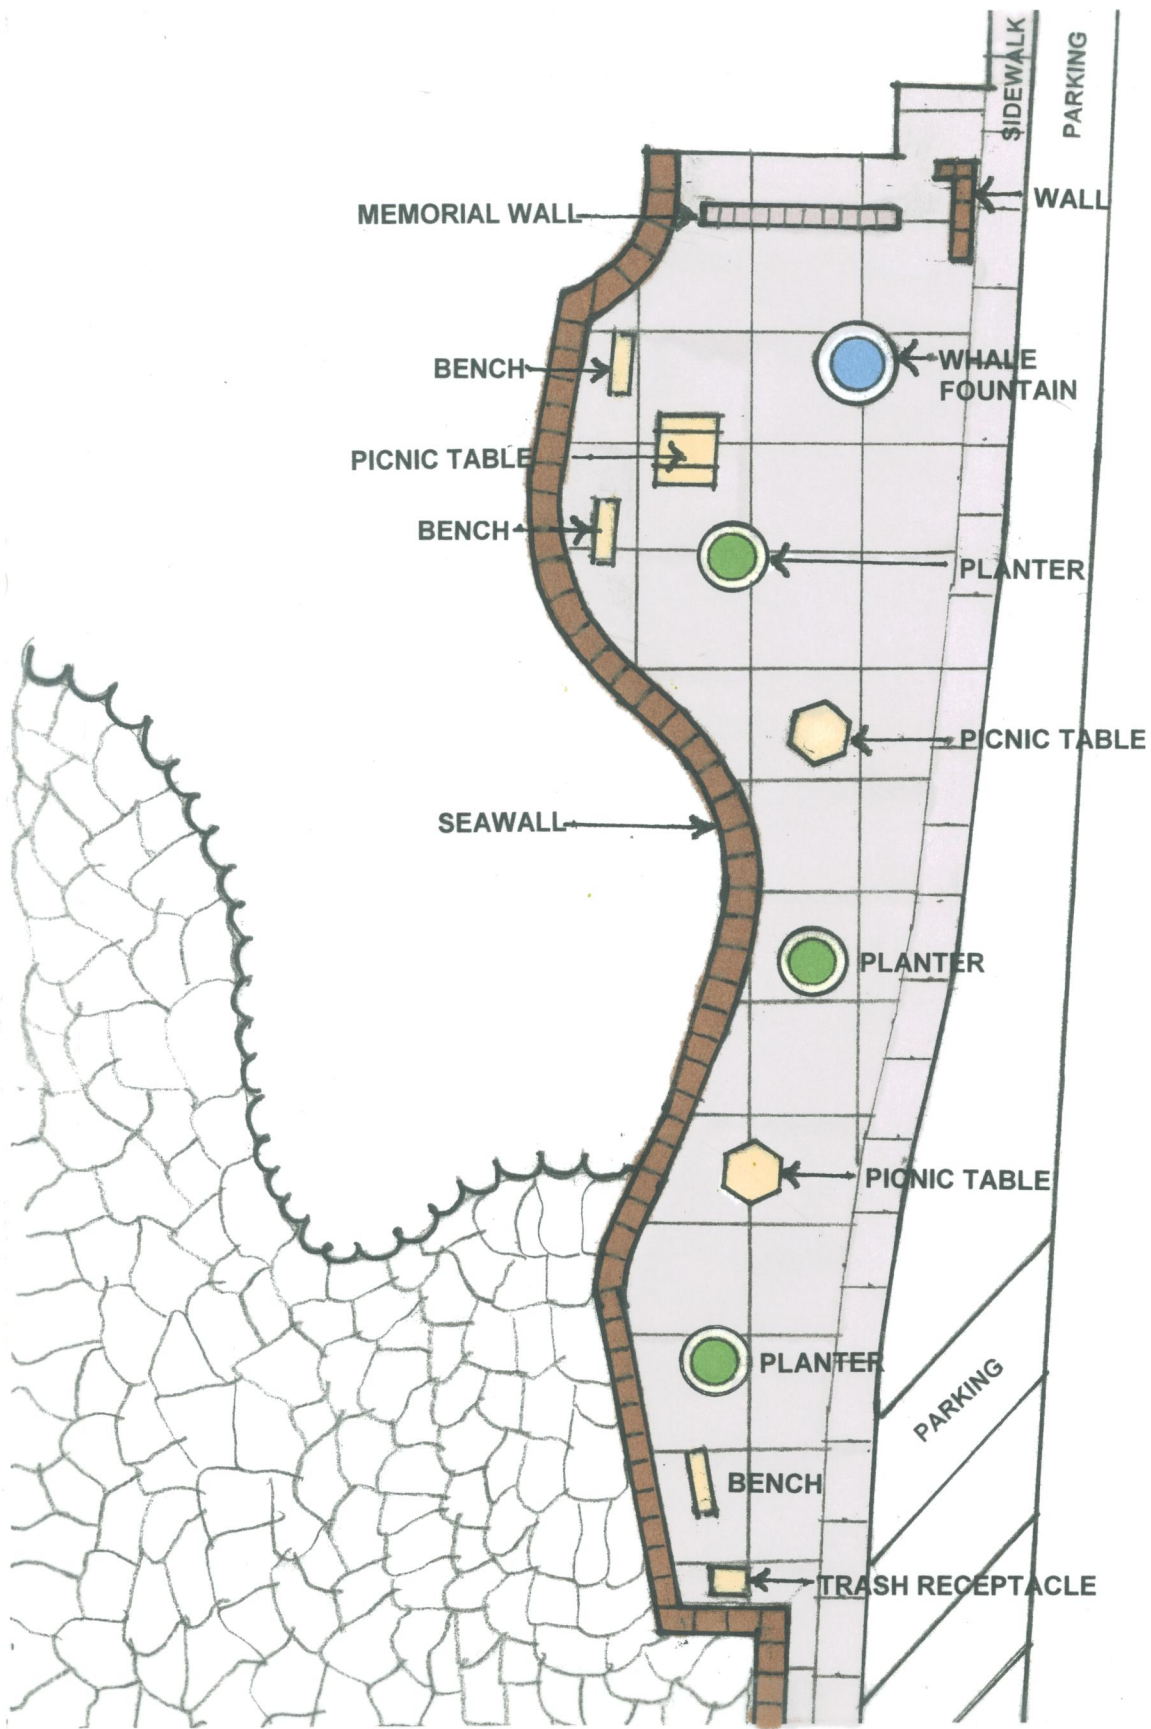 SIDEWALK
PARKING
MEMORIAL WALL
WALL
BENCH
WHALE
FOUNTAIN
PICNIC TABLE
BENCH
PLANTER
PICNIC TABLE
SEAWALL
PLANTER
PICNIC TABLE
PLANTER
PARKING
BENCH
TRASH RECEPTACLE